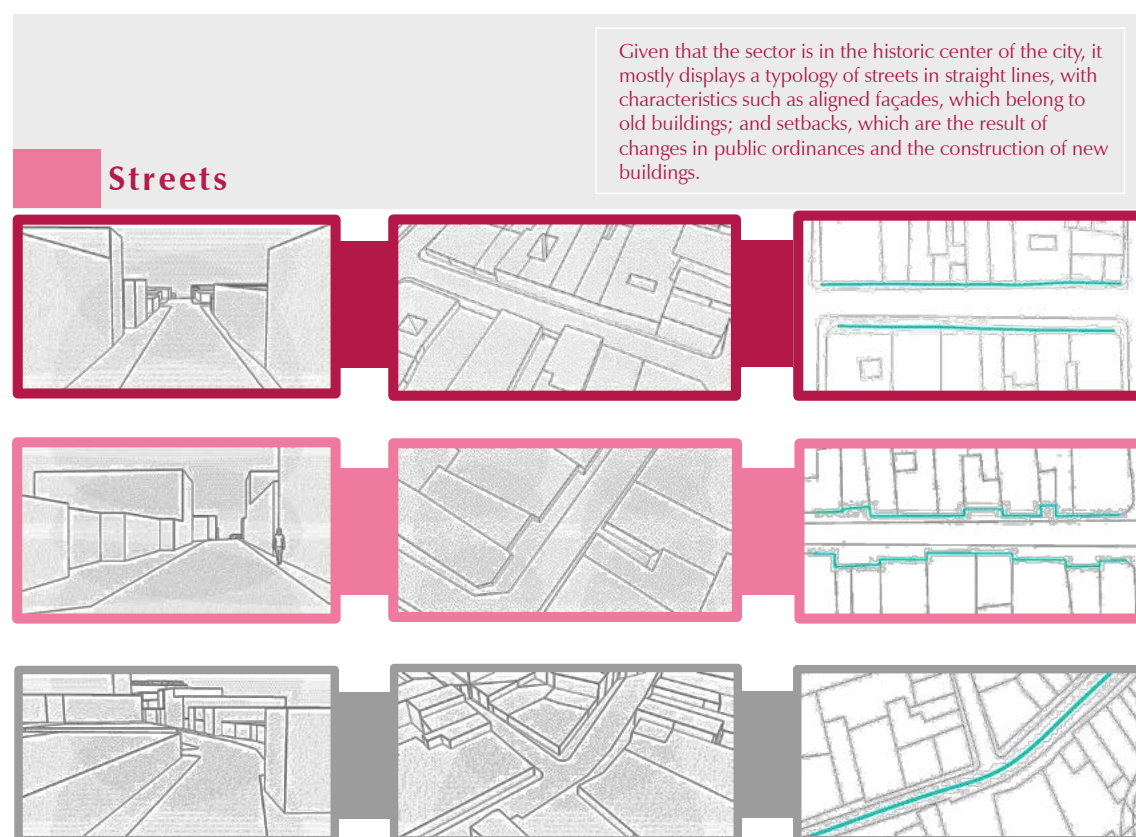 Given that the sector is in the historic center of the city, it
mostly displays a typology of streets in straight lines, with
characteristics such as aligned façades, which belong to
old buildings; and setbacks, which are the result of
changes in public ordinances and the construction of new
buildings.
Streets